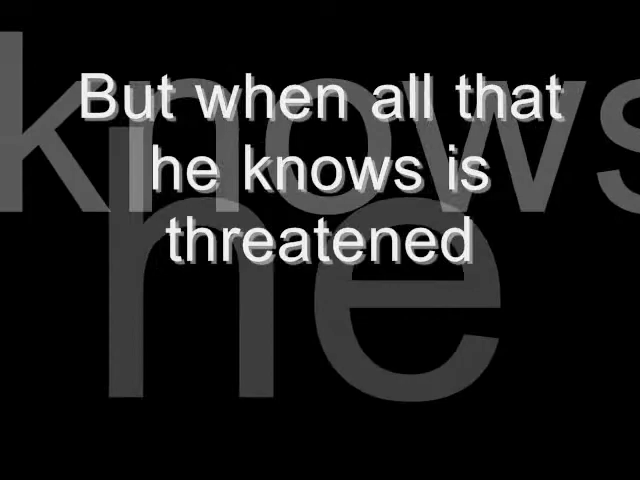 But when all that
he knows is
threatened
knows
he